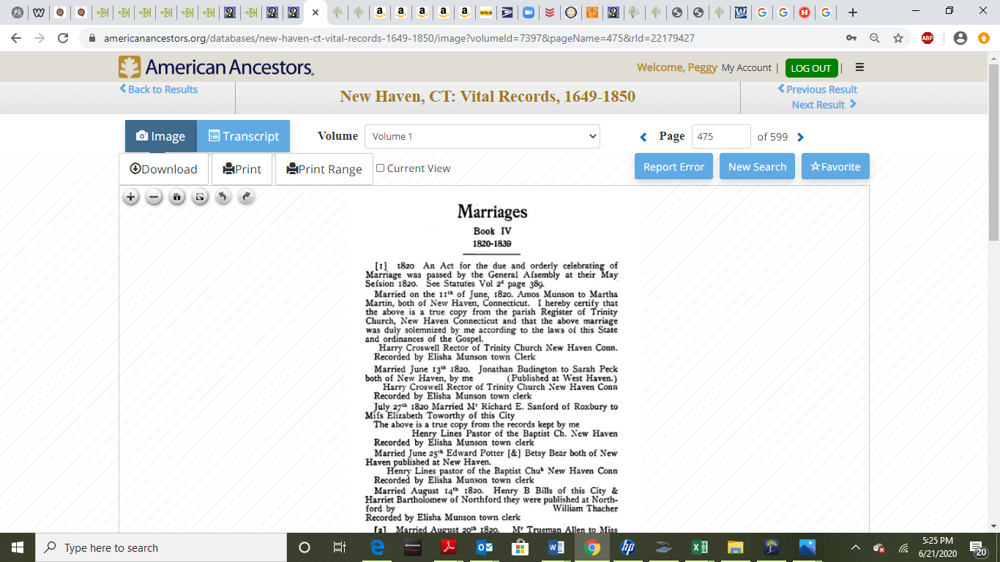 americanancestors.org/databases/new-haven-ct-vital-records-1649-1850/image?volumeId=7397&pageName=475&rId=22179427
ABP
American Ancestors.
Welcome, Peggy My Account | LOG OUT |
Back to Results
New Haven, CT: Vital Records, 1649-1850
Previous Result
Next Result
Image
Transcript
Volume
Volume 1
Page 475 of 599
Download
Print
Print Range
Current View
Report Error
New Search
Favorite
Marriages
Book IV
1820-1839
[1] 1820 An Act for the due and orderly celebrating of
Marriage was passed by the General Aſsembly at their May
Seſsion 1820. See Statutes Vol 2ᵈ page 389.
Married on the 11ᵗʰ of June, 1820. Amos Munson to Martha
Martin, both of New Haven, Connecticut. I hereby certify that
the above is a true copy from the parish Register of Trinity
Church, New Haven Connecticut and that the above marriage
was duly solemnized by me according to the laws of this State
and ordinances of the Gospel.
Harry Croswell Rector of Trinity Church New Haven Conn.
Recorded by Elisha Munson town Clerk
Married June 13ᵗʰ 1820. Jonathan Budington to Sarah Peck
both of New Haven, by me (Published at West Haven.)
Harry Croswell Rector of Trinity Church New Haven Conn
Recorded by Elisha Munson town clerk
July 27ᵗʰ 1820 Married Mʳ Richard E. Sanford of Roxbury to
Miſs Elizabeth Toworthy of this City
The above is a true copy from the records kept by me
Henry Lines Pastor of the Baptist Ch. New Haven
Recorded by Elisha Munson town clerk
Married June 25ᵗʰ Edward Potter [&] Betsy Bear both of New
Haven published at New Haven.
Henry Lines pastor of the Baptist Chuʰ New Haven Conn
Recorded by Elisha Munson town clerk
Married August 14ᵗʰ 1820. Henry B Bills of this City &
Harriet Bartholomew of Northford they were published at North-
ford by William Thacher
Recorded by Elisha Munson town clerk
[2] Married August 20ᵗʰ 1820. Mʳ Trueman Allen to Miss
Type here to search
5:25 PM
6/21/2020
20